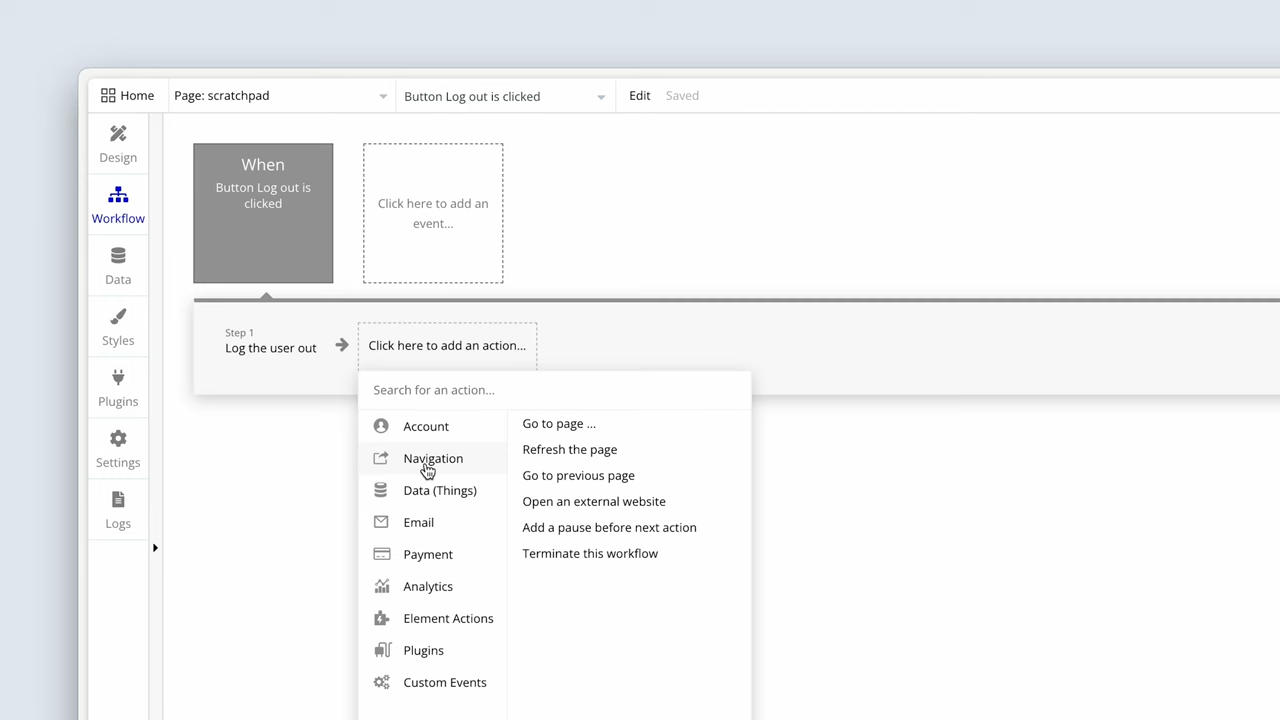 Home
Page: scratchpad
Button Log out is clicked
Edit
Saved
Design
Workflow
Data
Styles
Plugins
Settings
Logs
When
Button Log out is
clicked
Click here to add an
event...
Step 1
Log the user out
Click here to add an action...
Search for an action...
Account
Navigation
Data (Things)
Email
Payment
Analytics
Element Actions
Plugins
Custom Events
Go to page ...
Refresh the page
Go to previous page
Open an external website
Add a pause before next action
Terminate this workflow